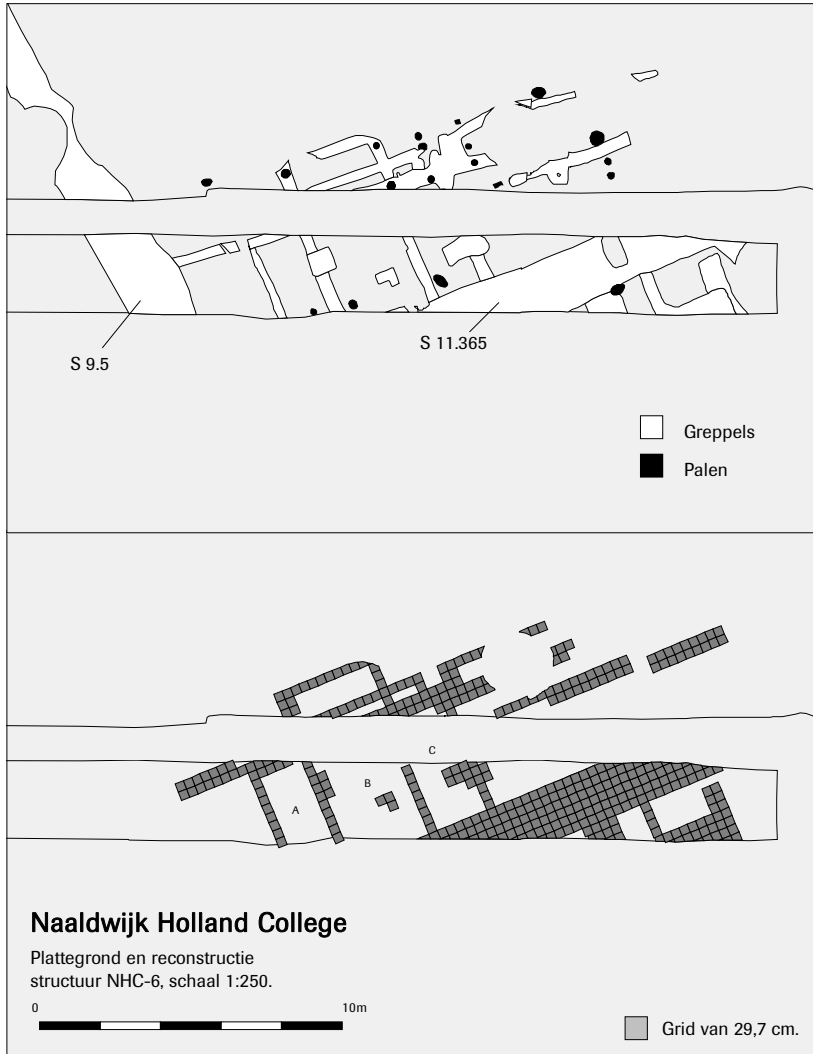 S 9.5
S 11.365
Greppels
Palen
C
B
A
Naaldwijk Holland College
Plattegrond en reconstructie
structuur NHC-6, schaal 1:250.
0 10m
Grid van 29,7 cm.